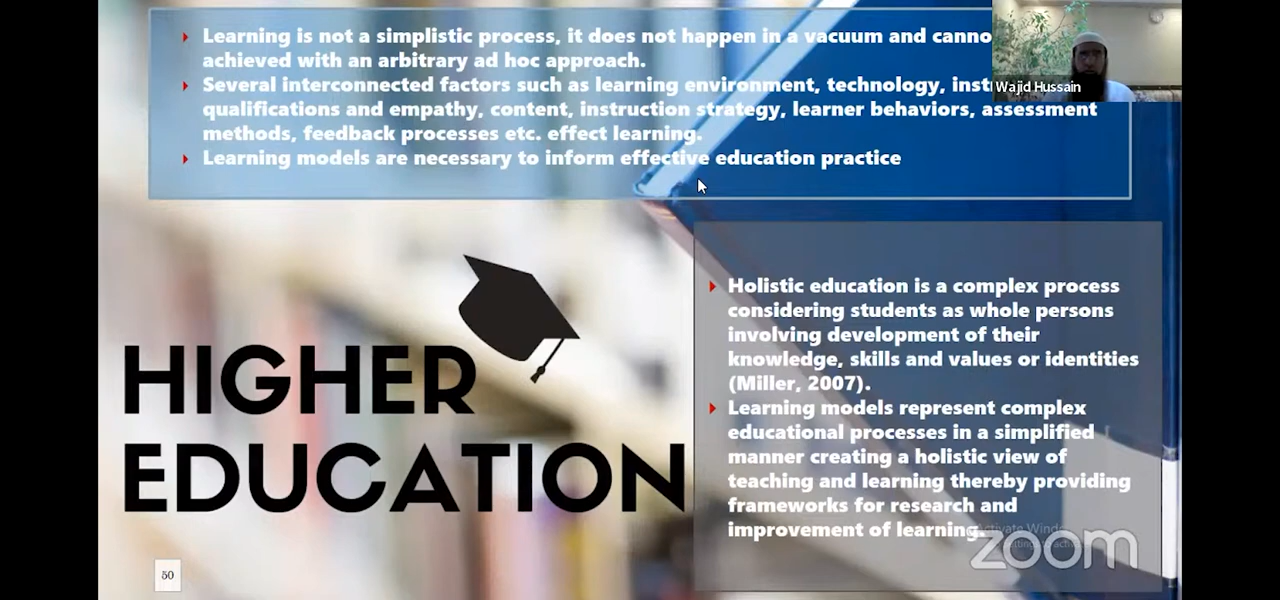 Learning is not a simplistic process, it does not happen in a vacuum and
achieved with an arbitrary ad hoc approach.
Several interconnected factors such as learning environment, technology,
qualifications and empathy, content, instruction strategy, learner behaviors, assessment
methods, feedback processes etc. effect learning.
Learning models are necessary to inform effective education practice
Wajid Hussain
HIGHER
EDUCATION
Holistic education is a complex process
considering students as whole persons
involving development of their
knowledge, skills and values or identities
(Miller, 2007).
Learning models represent complex
educational processes in a simplified
manner creating a holistic view of
teaching and learning thereby providing
frameworks for research and
improvement of learning.
Activate
zoom
50